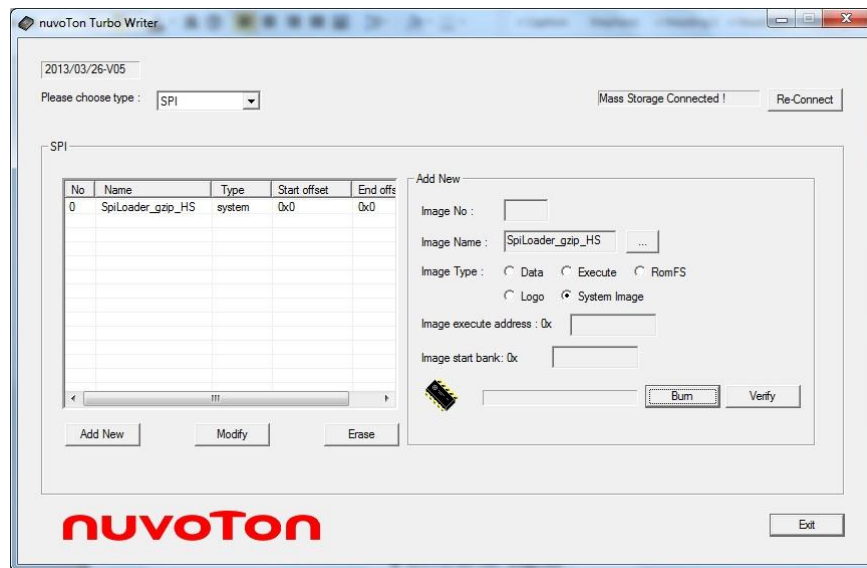 nuvoTon Turbo Writer
2013/03/26-V05
Please choose type : SPI
Mass Storage Connected !
Re-Connect
SPI
No Name Type Start offset End offs
0 SpiLoader_gzip_HS system 0x0 0x0
Add New
Image No :
Image Name : SpiLoader_gzip_HS ...
Image Type : Data Execute RomFS
Logo System Image
Image execute address : 0x
Image start bank: 0x
Burn Verify
Add New Modify Erase
nuvoTon
Exit